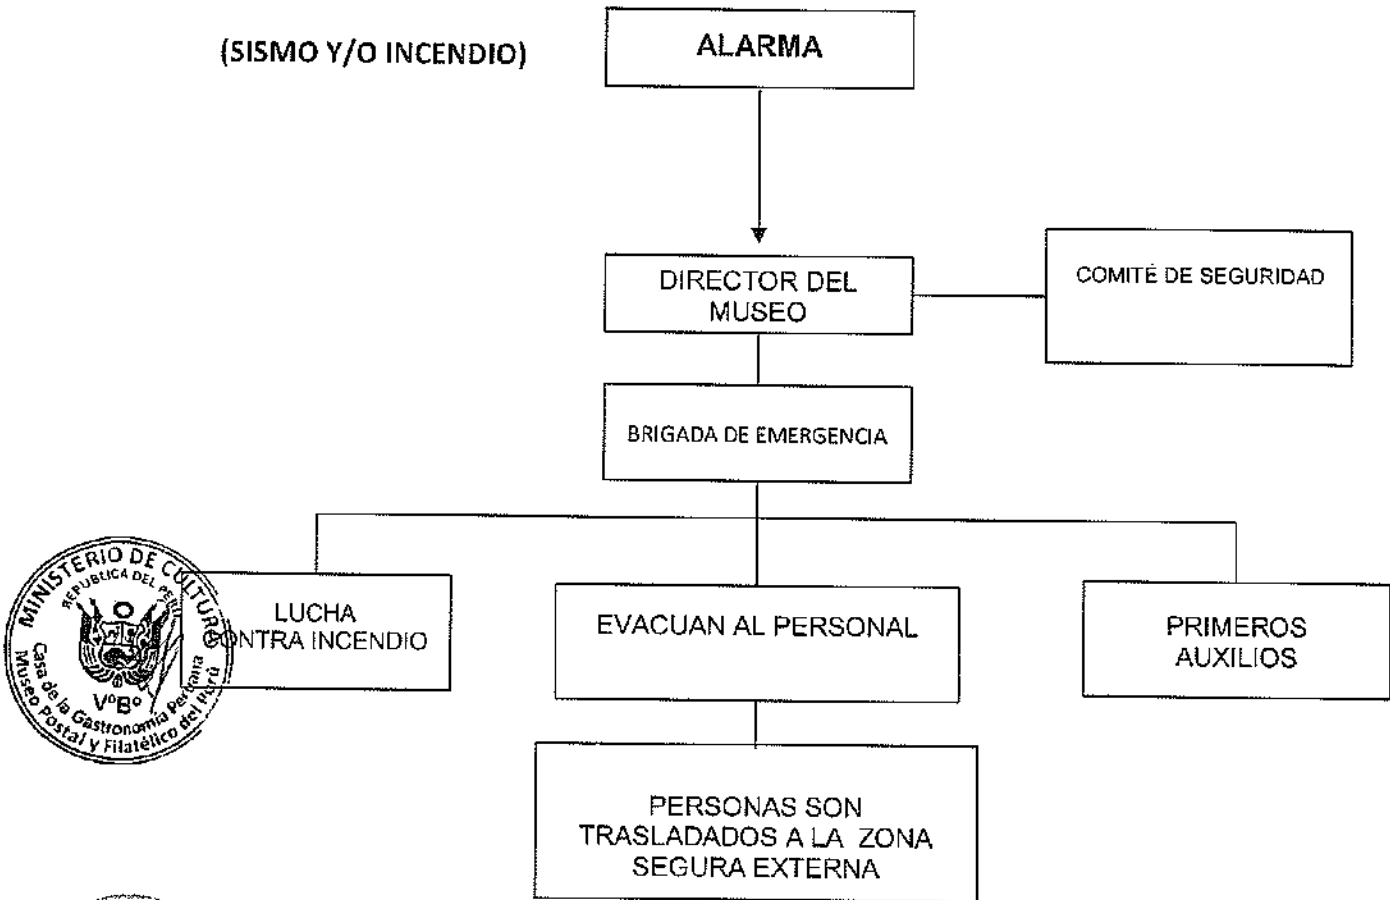 (SISMO Y/O INCENDIO)
ALARMA
DIRECTOR DEL
MUSEO
COMITÉ DE SEGURIDAD
BRIGADA DE EMERGENCIA
LUCHA
CONTRA INCENDIO
EVACUAN AL PERSONAL
PRIMEROS
AUXILIOS
PERSONAS SON
TRASLADADOS A LA ZONA
SEGURA EXTERNA
MINISTERIO DE CULTURA
REPUBLICA DEL PERU
VºBº
Casa de la Gastronomía Peruana
Museo Postal y Filatélico del Perú